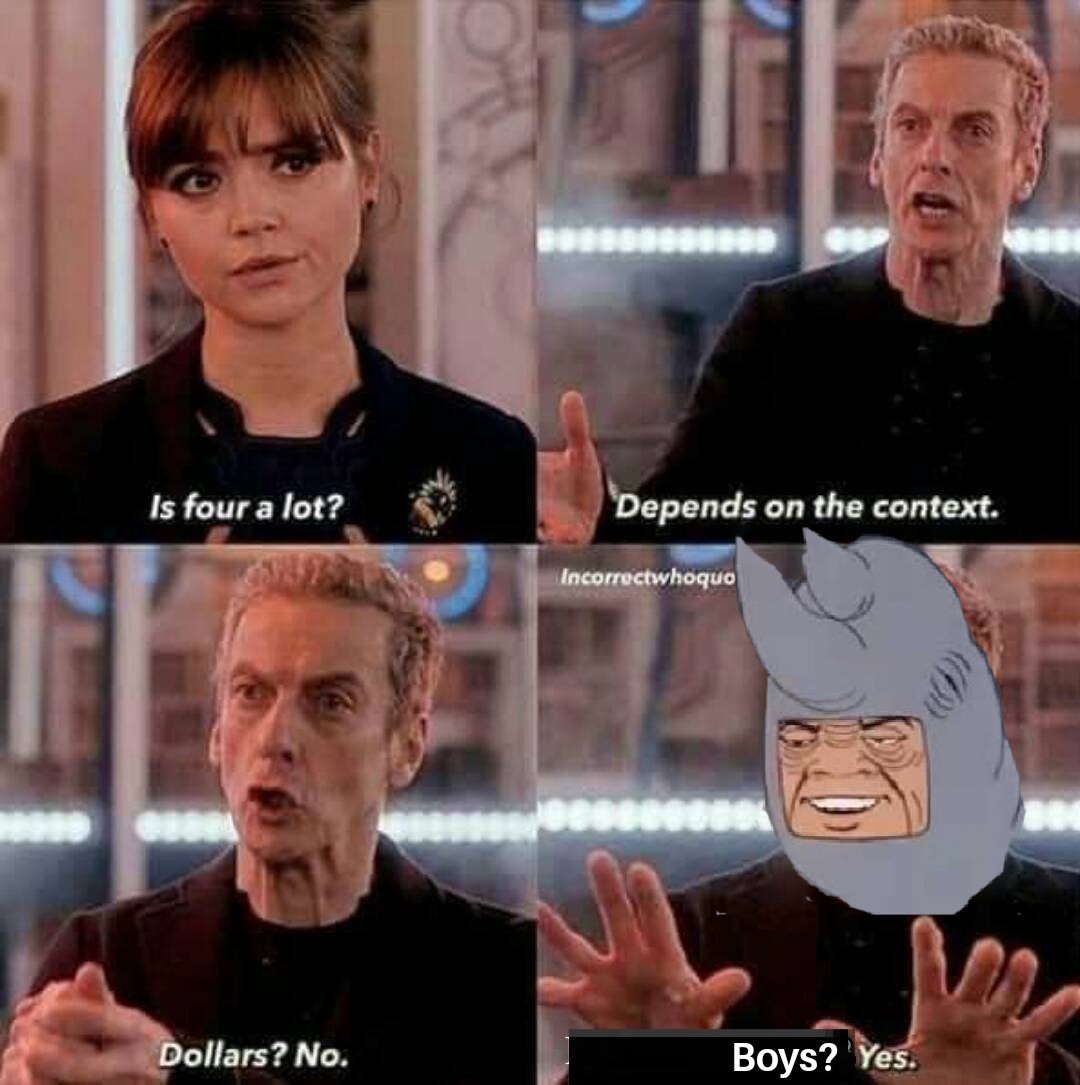 Is four a lot?
Depends on the context.
Incorrectwhoquo
Dollars? No.
Boys? Yes.